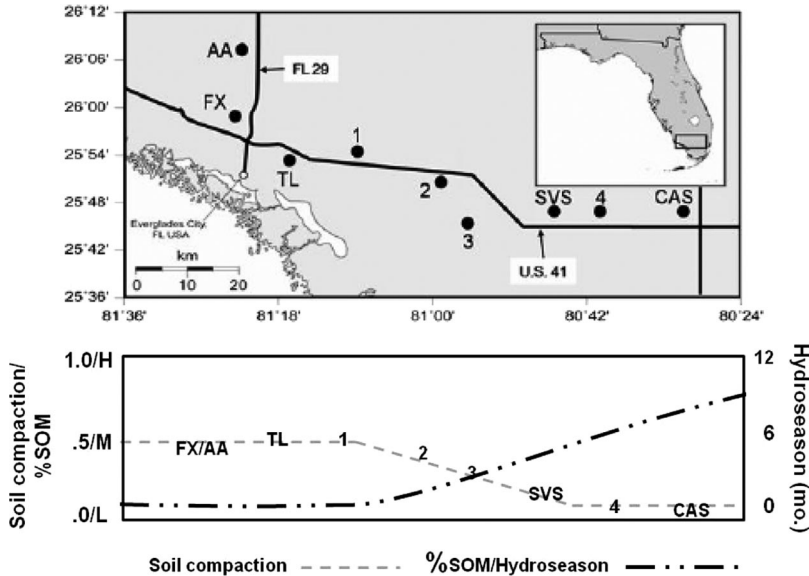 26˚12'
26˚06'
26˚00'
25˚54'
25˚48'
25˚42'
25˚36'
AA
FL 29
FX
1
TL
2
3
SVS
4
CAS
Everglades City,
FL USA
km
0 10 20
U.S. 41
81˚36' 81˚18' 81˚00' 80˚42' 80˚24'
Soil compaction/
%SOM
1.0/H
.5/M
.0/L
FX/AA
TL
1
2
3
SVS
4
CAS
12
6
0
Hydroseason (mo.)
Soil compaction
%SOM/Hydroseason